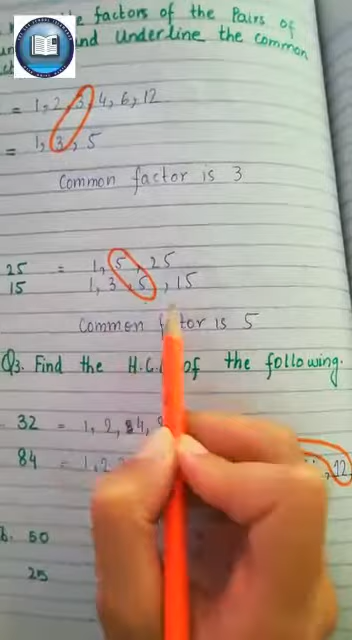 factors of the Pairs of
and Underline the common
= 1, 2, 3, 4, 6, 12
= 1, 3, 5
Common factor is 3
25 = 1, 5, 25
15 1, 3, 5, 15
Common factor is 5
Q3. Find the H.C. of the following.
32 = 1, 2, 4,
84 = 1, 2
, 12,
50
25